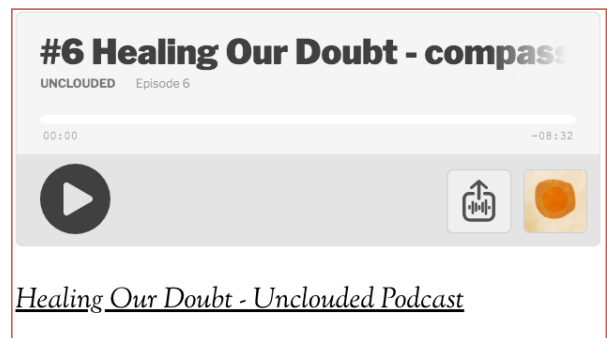 #6 Healing Our Doubt - compass
UNCLOUDED Episode 6
00:00 -08:32
Healing Our Doubt - Unclouded Podcast